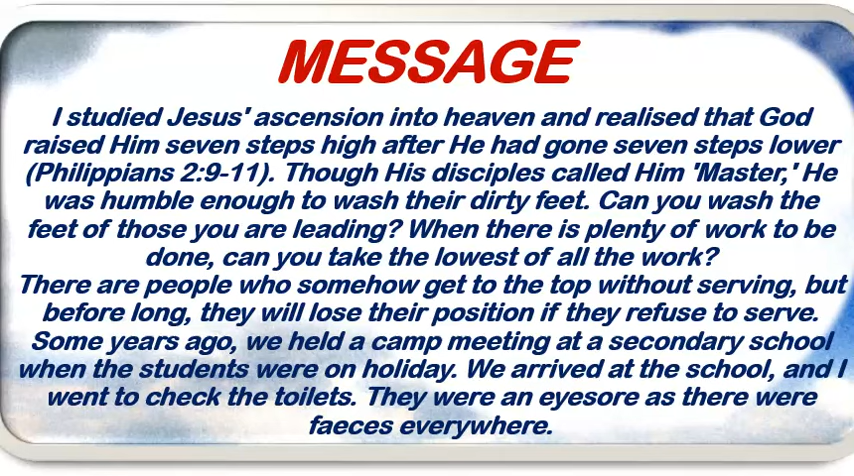 MESSAGE
I studied Jesus' ascension into heaven and realised that God
raised Him seven steps high after He had gone seven steps lower
(Philippians 2:9-11). Though His disciples called Him 'Master,' He
was humble enough to wash their dirty feet. Can you wash the
feet of those you are leading? When there is plenty of work to be
done, can you take the lowest of all the work?
There are people who somehow get to the top without serving, but
before long, they will lose their position if they refuse to serve.
Some years ago, we held a camp meeting at a secondary school
when the students were on holiday. We arrived at the school, and I
went to check the toilets. They were an eyesore as there were
faeces everywhere.